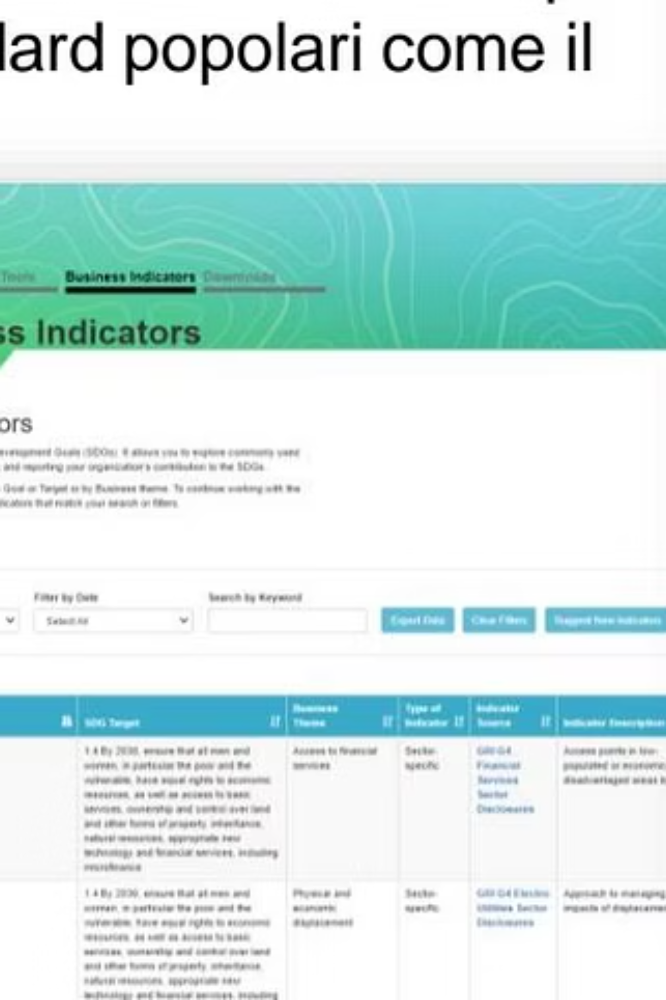 lard popolari come il
Tools Business Indicators Downloads
ss Indicators
ors
evelopment Goals (SDGs). It allows you to explore commonly used
and reporting your organization's contribution to the SDGs.
Goal or Target or by Business theme. To continue working with the
dicators that match your search or filters.
Filter by Date Search by Keyword
Select All Export Data Clear Filters Suggest New Indicators
SDG Target Business Theme Type of Indicator Indicator Source Indicator Description
1.4 By 2030, ensure that all men and Access to financial Sector- GRI G4 Access points in low-
women, in particular the poor and the services specific Financial populated or economic
vulnerable, have equal rights to economic Services disadvantaged areas b
resources, as well as access to basic Sector
services, ownership and control over land Disclosures
and other forms of property, inheritance,
natural resources, appropriate new
technology and financial services, including
microfinance
1.4 By 2030, ensure that all men and Physical and Sector- GRI G4 Electric Approach to managing
women, in particular the poor and the economic specific Utilities Sector impacts of displacemen
vulnerable, have equal rights to economic displacement Disclosures
resources, as well as access to basic
services, ownership and control over land
and other forms of property, inheritance,
natural resources, appropriate new
technology and financial services, including